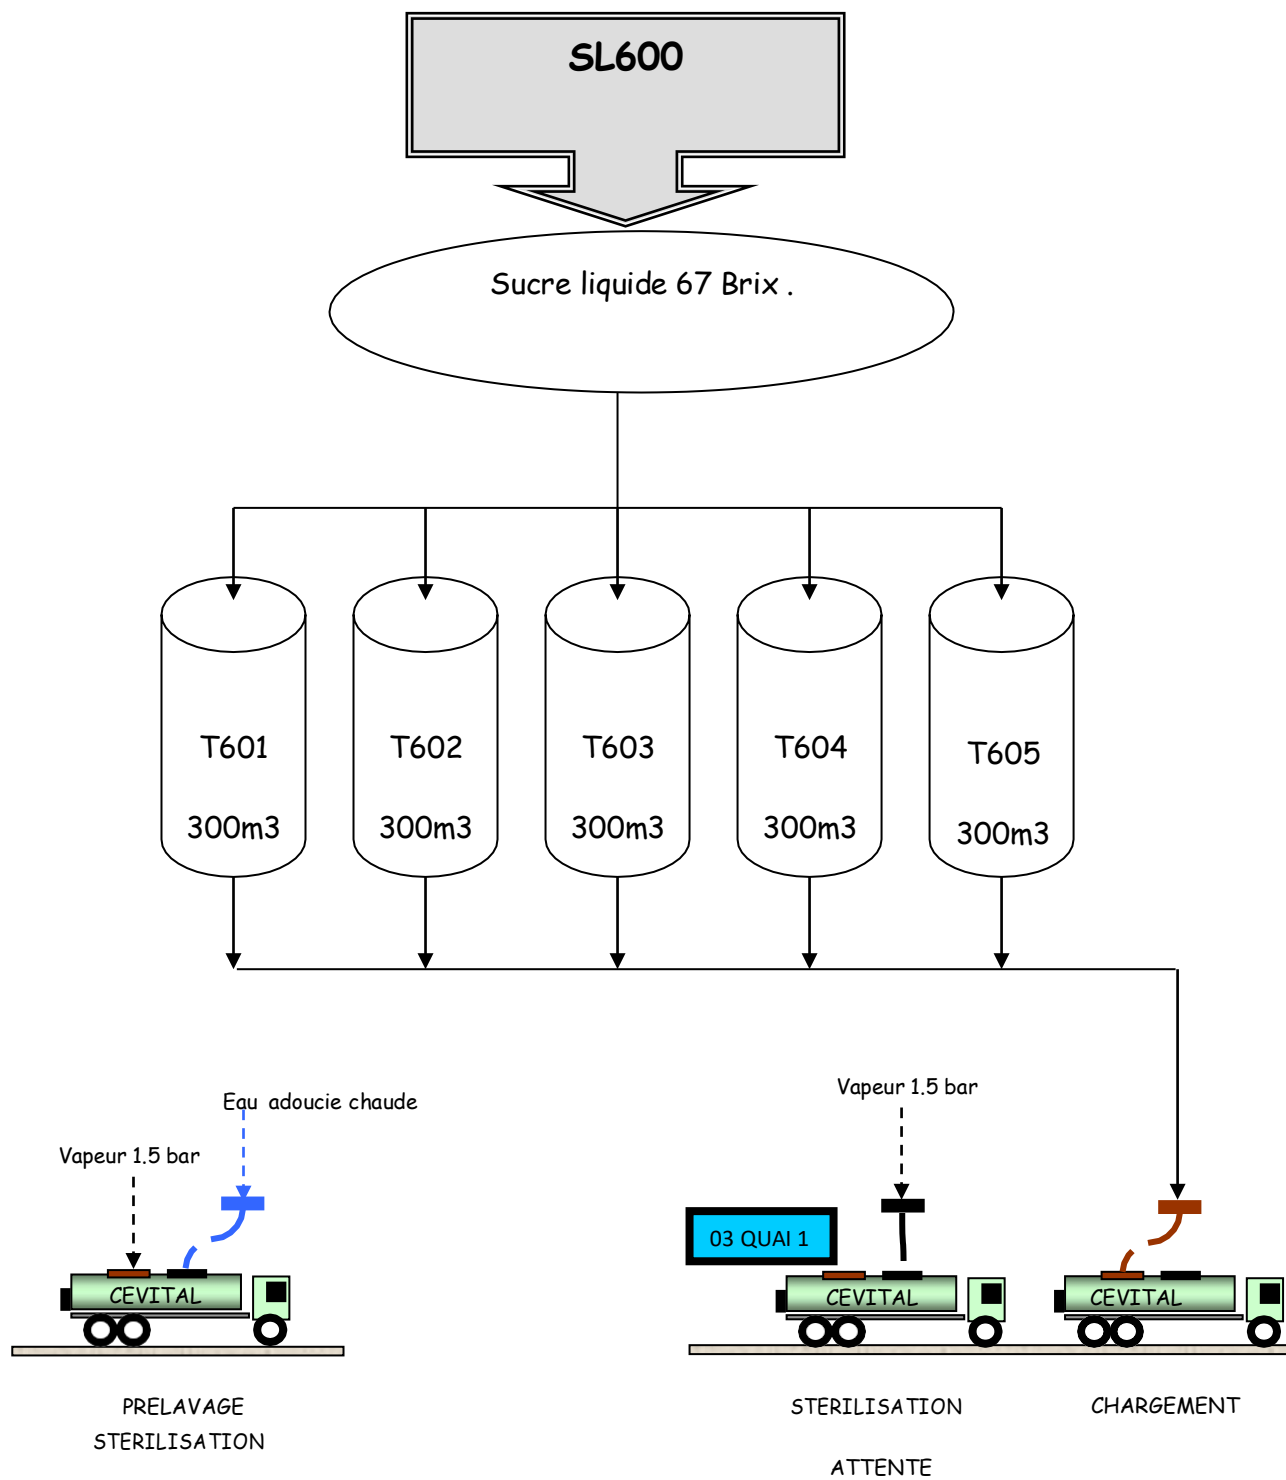 SL600
Sucre liquide 67 Brix .
T601
300m3
T602
300m3
T603
300m3
T604
300m3
T605
300m3
Eau adoucie chaude
Vapeur 1.5 bar
Vapeur 1.5 bar
03 QUAI 1
CEVITAL
CEVITAL
CEVITAL
PRELAVAGE
STERILISATION
STERILISATION
ATTENTE
CHARGEMENT